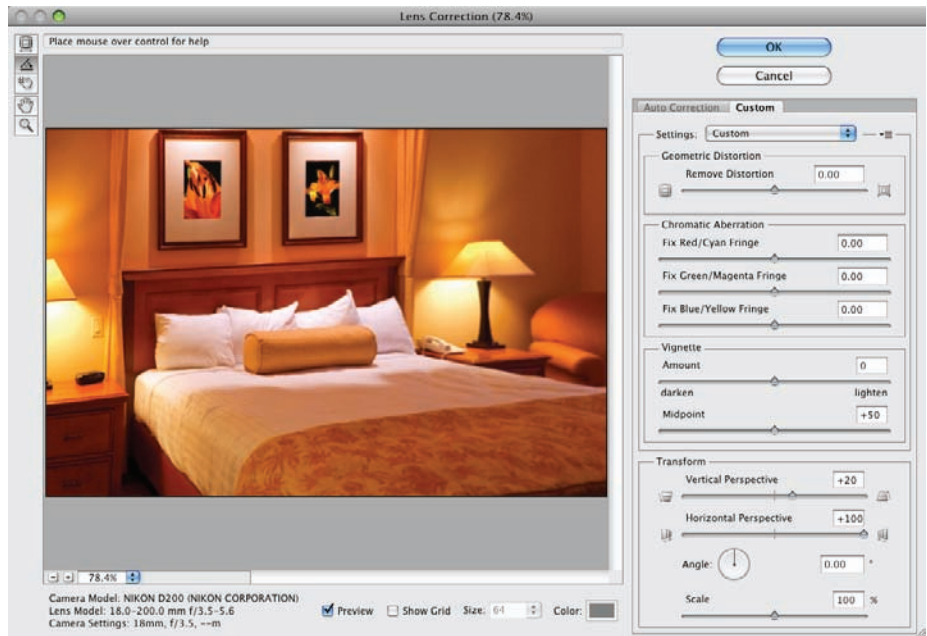 Lens Correction (78.4%)
Place mouse over control for help
OK
Cancel
Auto Correction Custom
Settings: Custom
Geometric Distortion
Remove Distortion 0.00
Chromatic Aberration
Fix Red/Cyan Fringe 0.00
Fix Green/Magenta Fringe 0.00
Fix Blue/Yellow Fringe 0.00
Vignette
Amount 0
darken lighten
Midpoint +50
Transform
Vertical Perspective +20
Horizontal Perspective +100
Angle: 0.00 °
Scale 100 %
78.4%
Camera Model: NIKON D200 (NIKON CORPORATION)
Lens Model: 18.0-200.0 mm f/3.5-5.6
Camera Settings: 18mm, f/3.5, --m
Preview Show Grid Size: 64 Color: